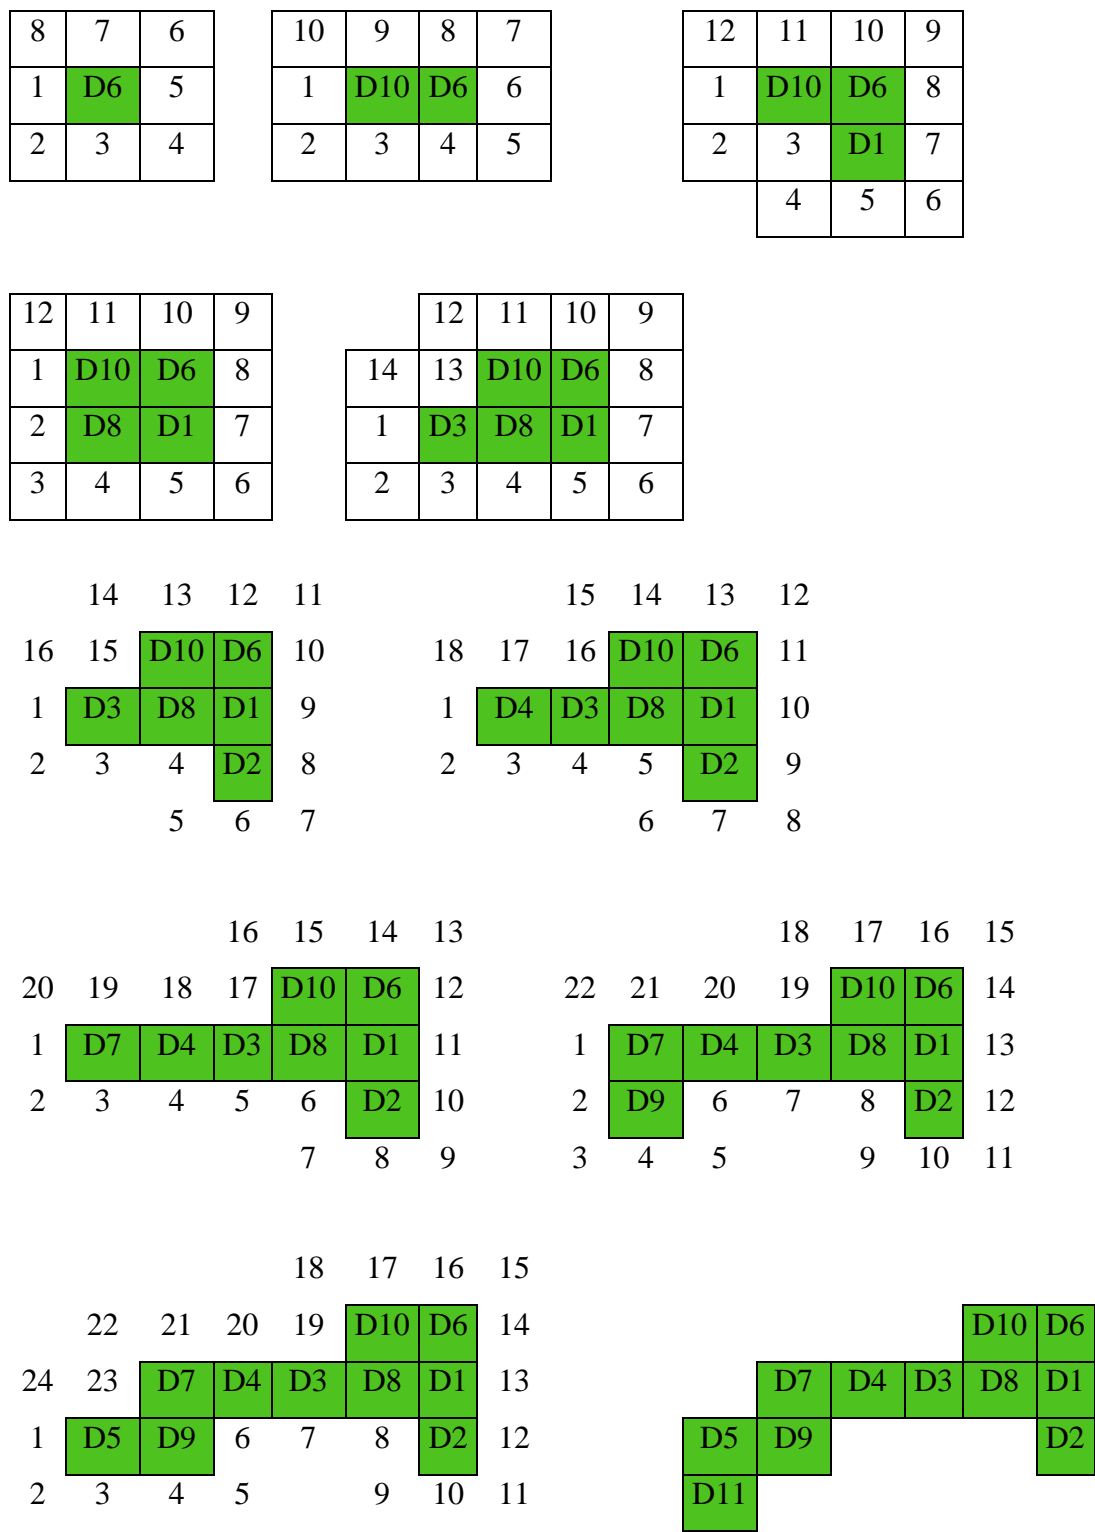 8 7 6 10 9 8 7 12 11 10 9
1 D6 5 1 D10 D6 6 1 D10 D6 8
2 3 4 2 3 4 5 2 3 D1 7
4 5 6
12 11 10 9 12 11 10 9
1 D10 D6 8 14 13 D10 D6 8
2 D8 D1 7 1 D3 D8 D1 7
3 4 5 6 2 3 4 5 6
14 13 12 11 15 14 13 12
16 15 D10 D6 10 18 17 16 D10 D6 11
1 D3 D8 D1 9 1 D4 D3 D8 D1 10
2 3 4 D2 8 2 3 4 5 D2 9
5 6 7 6 7 8
16 15 14 13 18 17 16 15
20 19 18 17 D10 D6 12 22 21 20 19 D10 D6 14
1 D7 D4 D3 D8 D1 11 1 D7 D4 D3 D8 D1 13
2 3 4 5 6 D2 10 2 D9 6 7 8 D2 12
7 8 9 3 4 5 9 10 11
18 17 16 15
22 21 20 19 D10 D6 14 D10 D6
24 23 D7 D4 D3 D8 D1 13 D7 D4 D3 D8 D1
1 D5 D9 6 7 8 D2 12 D5 D9 D2
2 3 4 5 9 10 11 D11